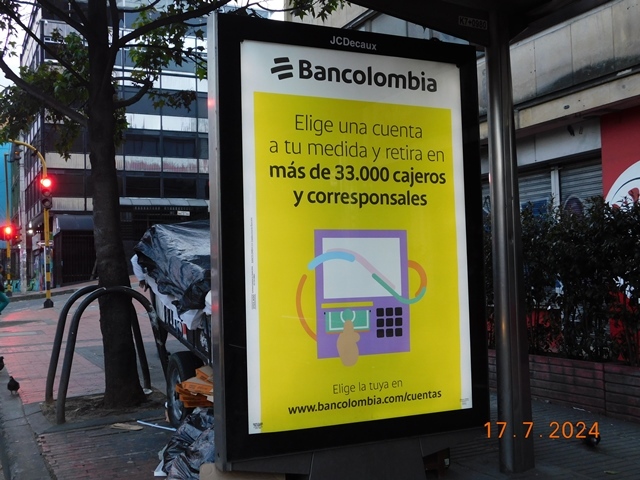 JCDecaux
Bancolombia
Elige una cuenta
a tu medida y retira en
más de 33.000 cajeros
y corresponsales
Elige la tuya en
www.bancolombia.com/cuentas
17.7.2024